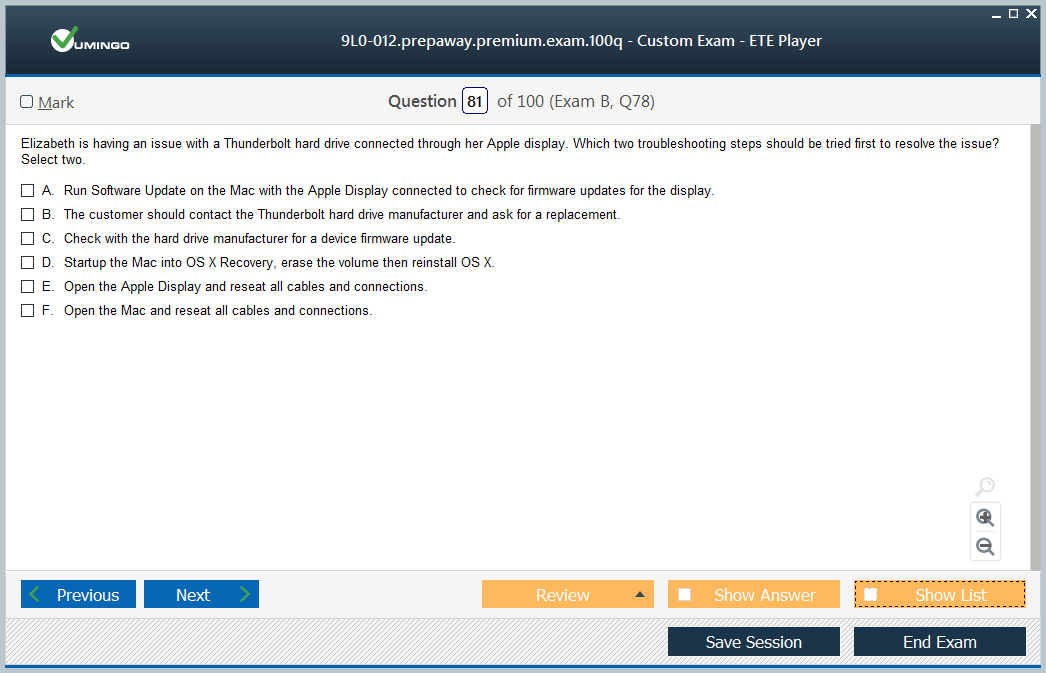 VUMINGO
9L0-012.prepaway.premium.exam.100q - Custom Exam - ETE Player
Mark
Question 81 of 100 (Exam B, Q78)
Elizabeth is having an issue with a Thunderbolt hard drive connected through her Apple display. Which two troubleshooting steps should be tried first to resolve the issue?
Select two.
A. Run Software Update on the Mac with the Apple Display connected to check for firmware updates for the display.
B. The customer should contact the Thunderbolt hard drive manufacturer and ask for a replacement.
C. Check with the hard drive manufacturer for a device firmware update.
D. Startup the Mac into OS X Recovery, erase the volume then reinstall OS X.
E. Open the Apple Display and reseat all cables and connections.
F. Open the Mac and reseat all cables and connections.
Previous
Next
Review
Show Answer
Show List
Save Session
End Exam